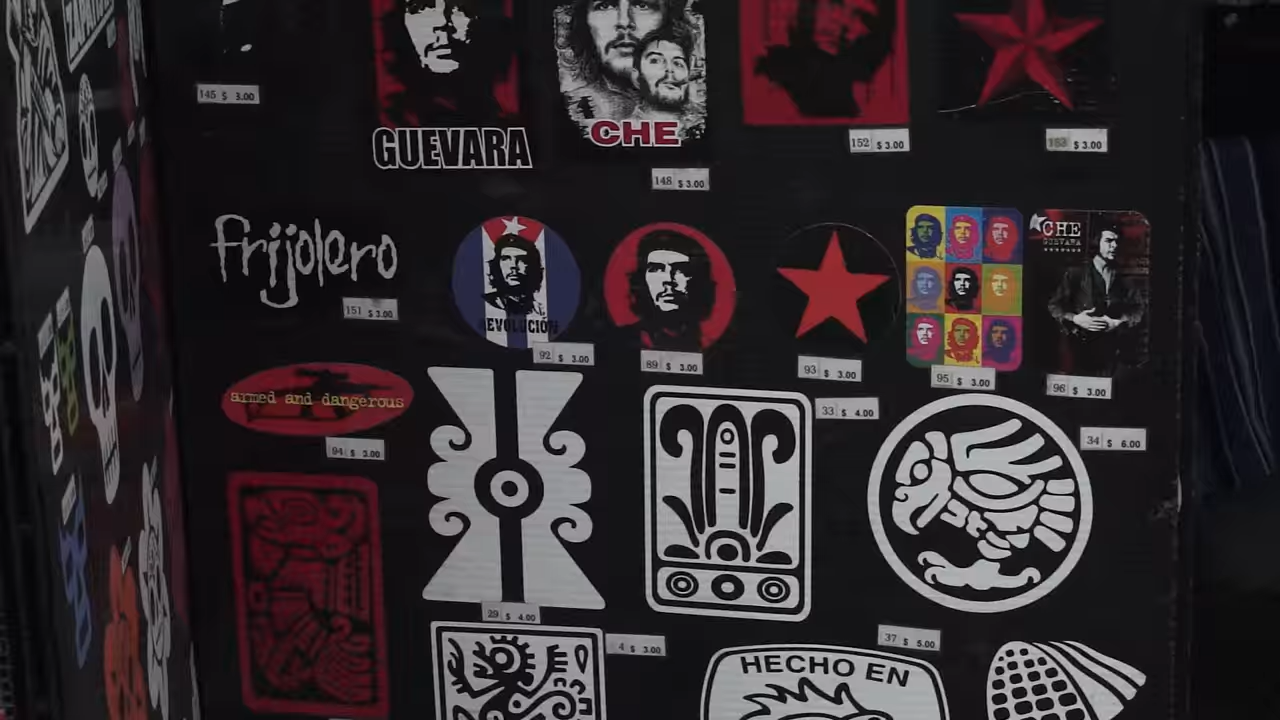 145 $ 3.00
GUEVARA
CHE
148 $ 3.00
152 $ 3.00
153 $ 3.00
frijolero
151 $ 3.00
REVOLUCIÓN
92 $ 3.00
89 $ 3.00
93 $ 3.00
95 $ 3.00
CHE
GUEVARA
96 $ 3.00
armed and dangerous
94 $ 3.00
33 $ 4.00
34 $ 6.00
29 $ 4.00
4 $ 3.00
37 $ 5.00
HECHO EN